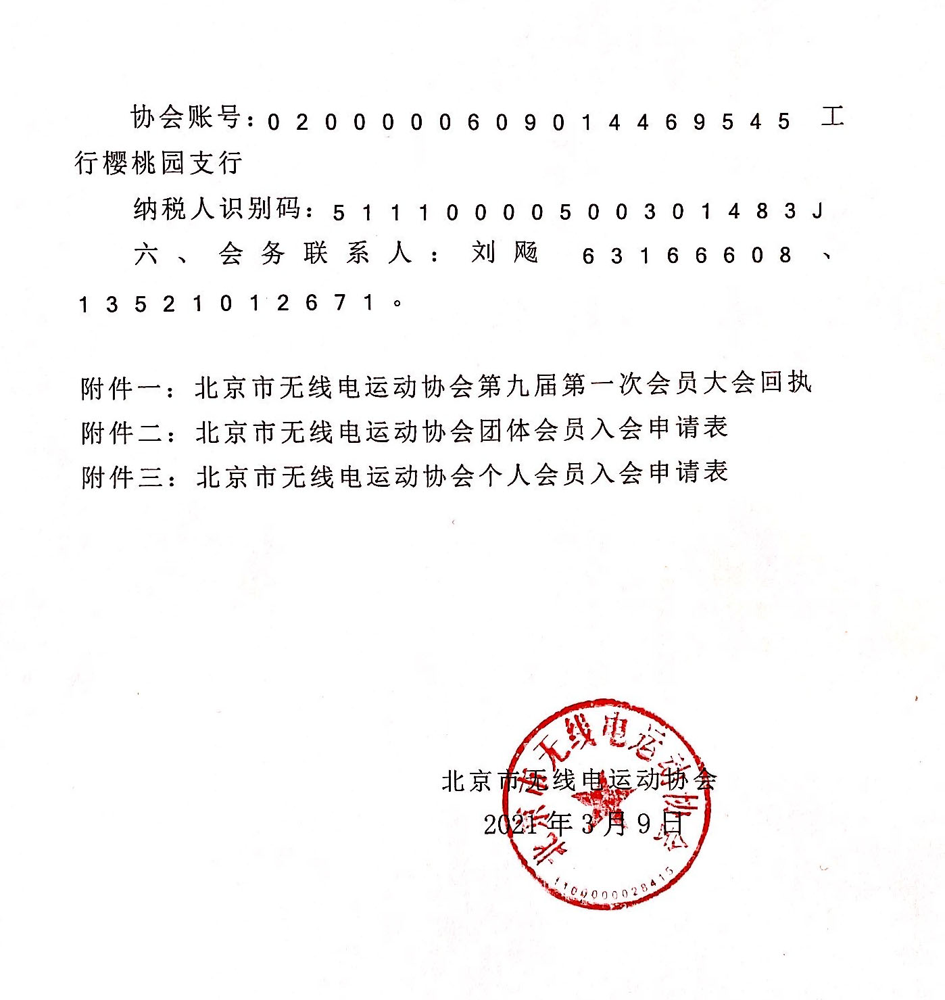 协会账号:0200000609014469545 工
行樱桃园支行
纳税人识别码:51110000500301483J
六、会务联系人:刘飏 63166608、
13521012671。
附件一:北京市无线电运动协会第九届第一次会员大会回执
附件二:北京市无线电运动协会团体会员入会申请表
附件三:北京市无线电运动协会个人会员入会申请表
北京市无线电运动协会
北京市无线电运动协会
2021年3月9日
1100000028415